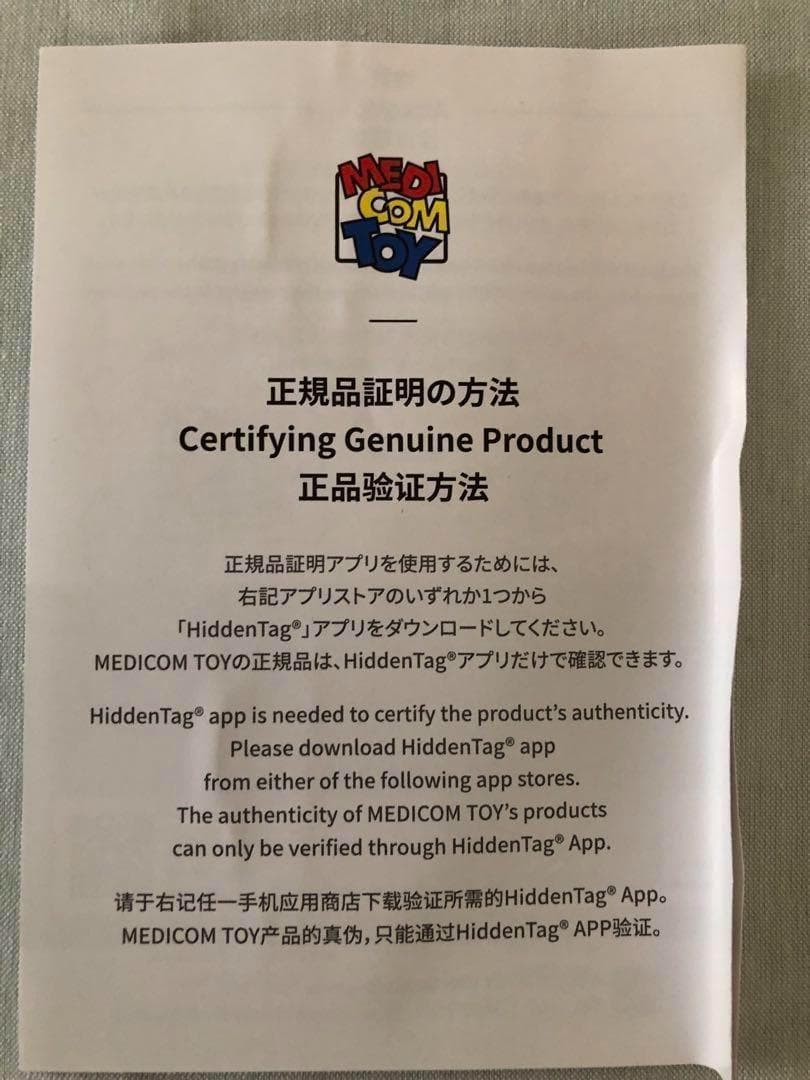 MEDI
COM
TOY
正規品証明の方法
Certifying Genuine Product
正品验证方法
正規品証明アプリを使用するためには、
右記アプリストアのいずれか1つから
「HiddenTag®」アプリをダウンロードしてください。
MEDICOM TOYの正規品は、HiddenTag®アプリだけで確認できます。
HiddenTag® app is needed to certify the product's authenticity.
Please download HiddenTag® app
from either of the following app stores.
The authenticity of MEDICOM TOY's products
can only be verified through HiddenTag® App.
请于右记任一手机应用商店下载验证所需的HiddenTag® App。
MEDICOM TOY产品的真伪，只能通过HiddenTag® APP验证。